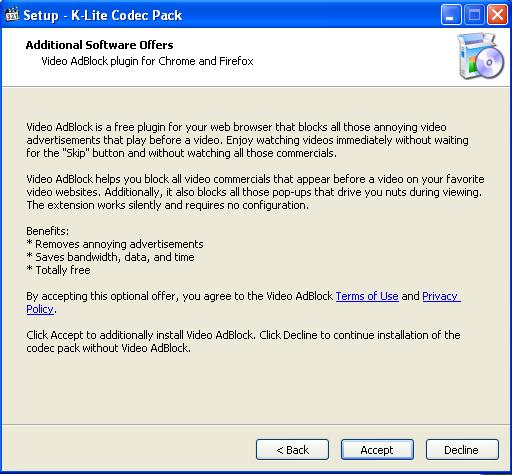 Setup - K-Lite Codec Pack
Additional Software Offers
Video AdBlock plugin for Chrome and Firefox
Video AdBlock is a free plugin for your web browser that blocks all those annoying video
advertisements that play before a video. Enjoy watching videos immediately without waiting
for the "Skip" button and without watching all those commercials.
Video AdBlock helps you block all video commercials that appear before a video on your favorite
video websites. Additionally, it also blocks all those pop-ups that drive you nuts during viewing.
The extension works silently and requires no configuration.
Benefits:
* Removes annoying advertisements
* Saves bandwidth, data, and time
* Totally free
By accepting this optional offer, you agree to the Video AdBlock Terms of Use and Privacy
Policy.
Click Accept to additionally install Video AdBlock. Click Decline to continue installation of the
codec pack without Video AdBlock.
< Back
Accept
Decline